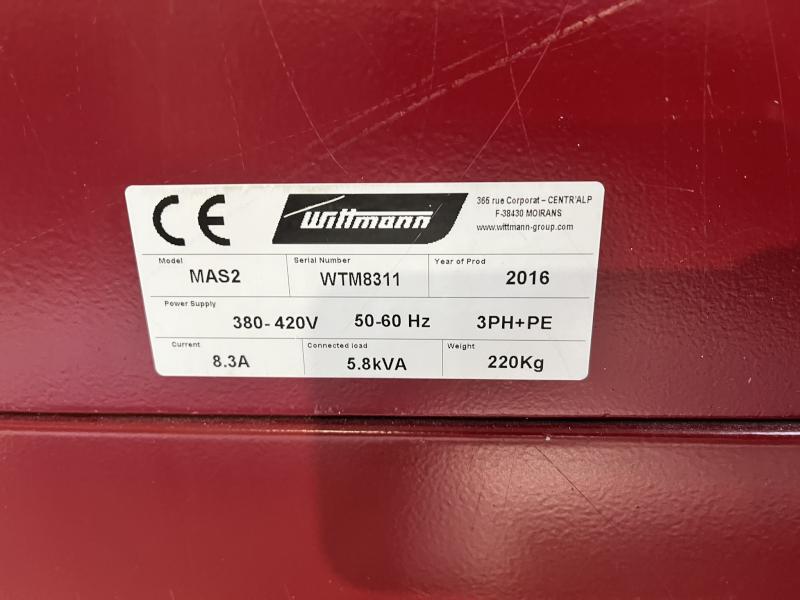 CE
Wittmann
365 rue Corporat – CENTR'ALP
F-38430 MOIRANS
www.wittmann-group.com
Model
MAS2
Serial Number
WTM8311
Year of Prod
2016
Power Supply
380-420V 50-60 Hz 3PH+PE
Current
8.3A
Connected load
5.8kVA
Weight
220Kg